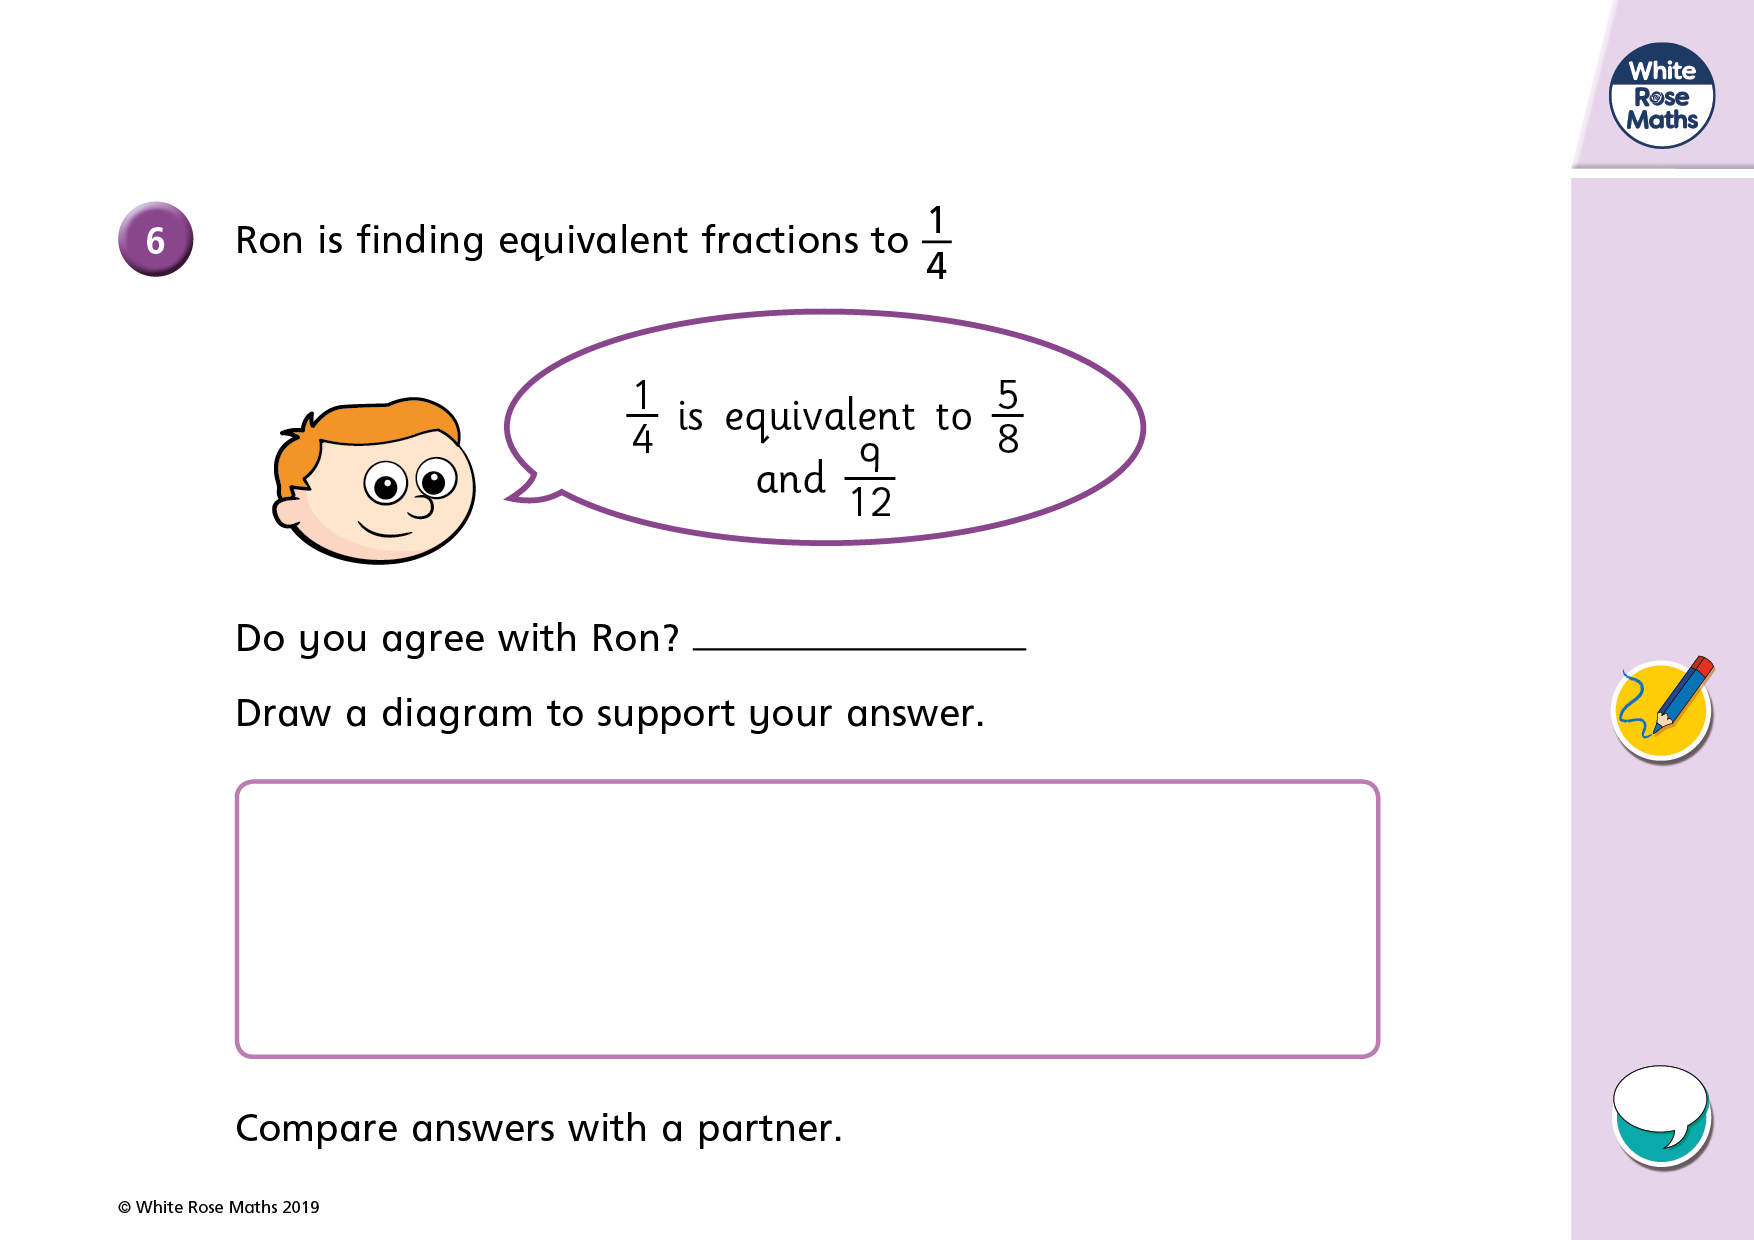 White
Rose
Maths
6 Ron is finding equivalent fractions to 1/4
1/4 is equivalent to 5/8
and 9/12
Do you agree with Ron? ____________
Draw a diagram to support your answer.
Compare answers with a partner.
© White Rose Maths 2019